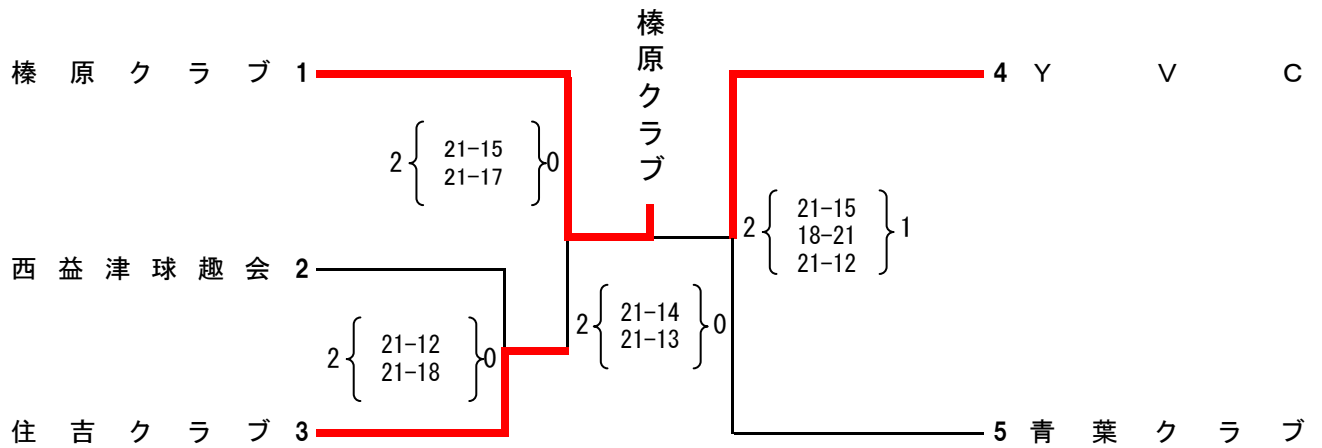 榛原クラブ
榛原クラブ 1
4 YVC
2 { 21-15 } 0
21-17
2 { 21-15 } 1
18-21
21-12
西益津球趣会 2
2 { 21-14 } 0
21-13
2 { 21-12 } 0
21-18
住吉クラブ 3
5 青葉クラブ